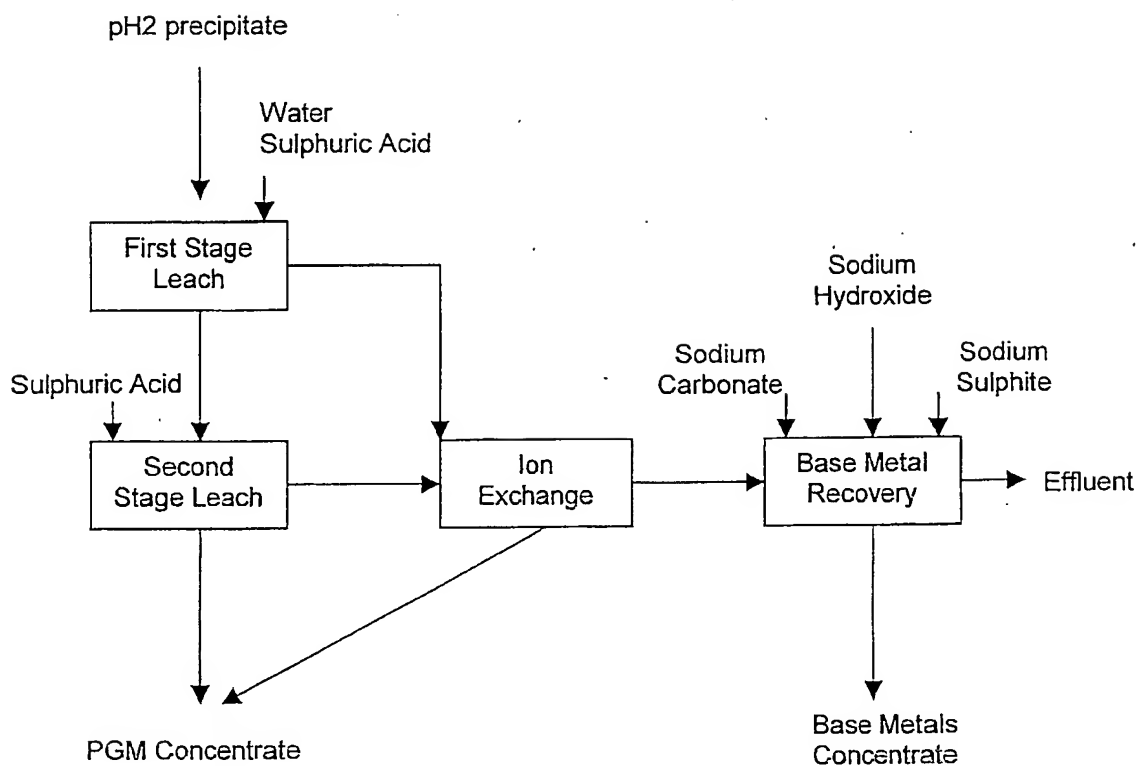 pH2 precipitate
Water
Sulphuric Acid
First Stage
Leach
Sodium
Hydroxide
Sodium
Carbonate
Sodium
Sulphite
Sulphuric Acid
Second
Stage Leach
Ion
Exchange
Base Metal
Recovery
Effluent
PGM Concentrate
Base Metals
Concentrate